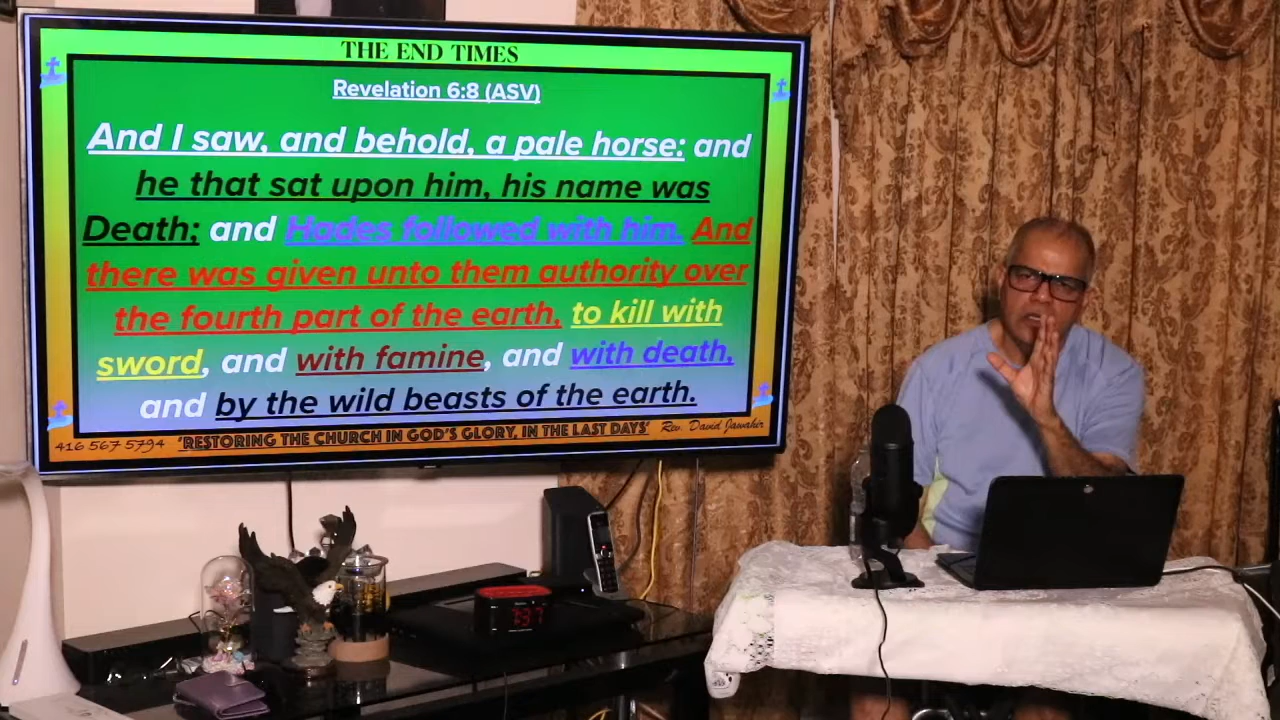 THE END TIMES
Revelation 6:8 (ASV)
And I saw, and behold, a pale horse: and
he that sat upon him, his name was
Death; and Hades followed with him. And
there was given unto them authority over
the fourth part of the earth, to kill with
sword, and with famine, and with death,
and by the wild beasts of the earth.
416 567 5794 'RESTORING THE CHURCH IN GOD'S GLORY, IN THE LAST DAYS' Rev. David Jawahir